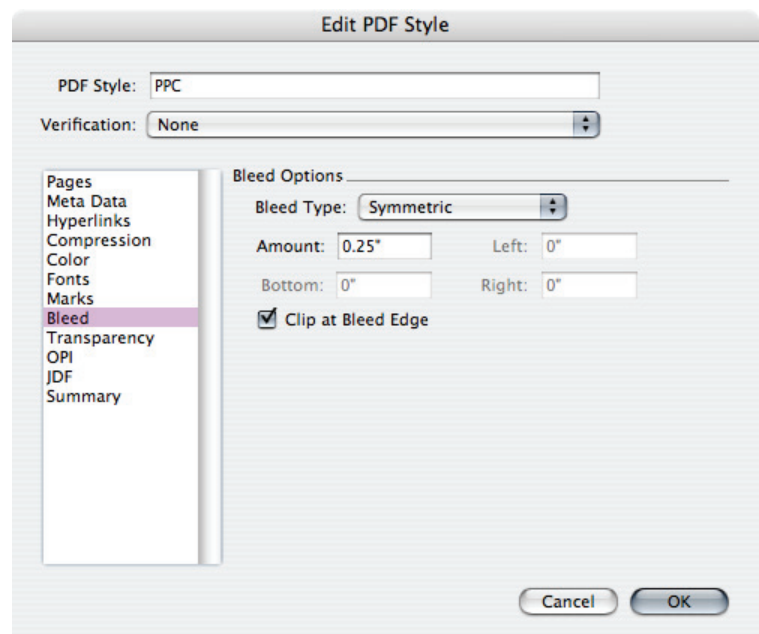 Edit PDF Style
PDF Style: PPC
Verification: None
Pages
Meta Data
Hyperlinks
Compression
Color
Fonts
Marks
Bleed
Transparency
OPI
JDF
Summary
Bleed Options
Bleed Type: Symmetric
Amount: 0.25" Left: 0"
Bottom: 0" Right: 0"
Clip at Bleed Edge
Cancel OK